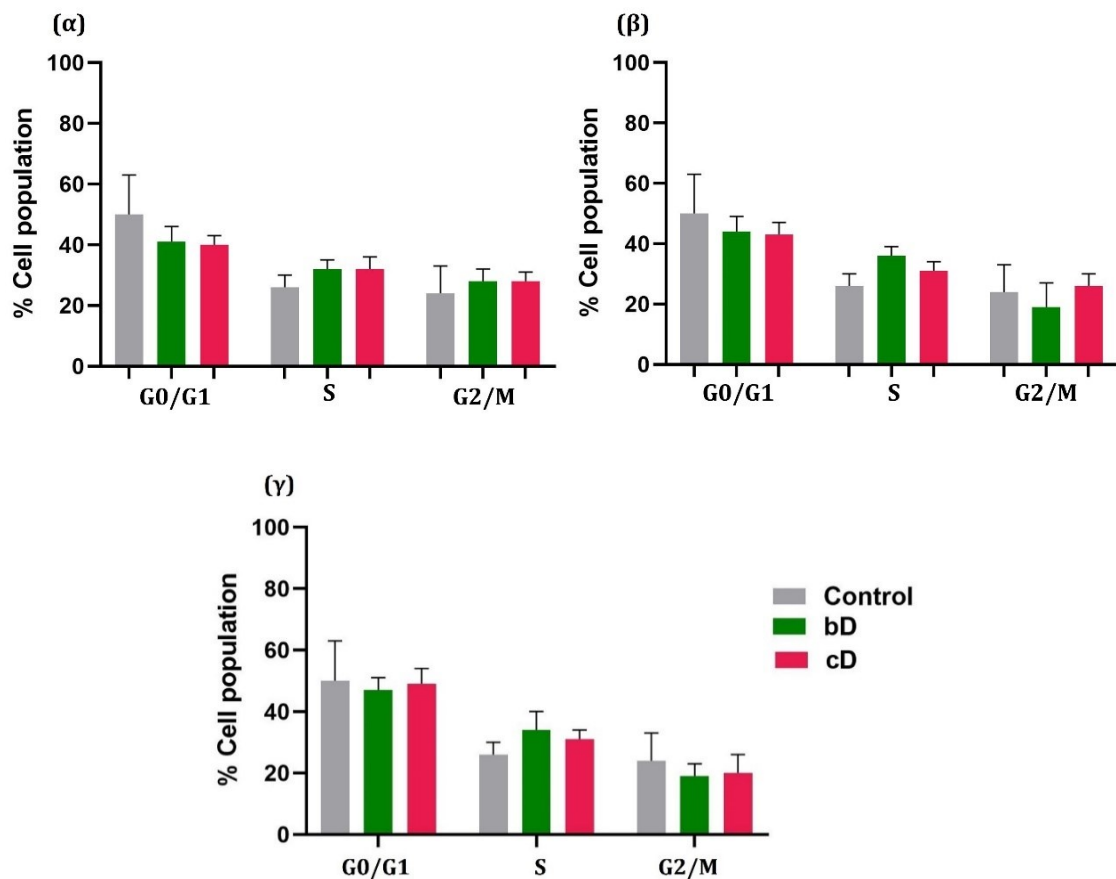 (α)
% Cell population
100
80
60
40
20
0
G0/G1 S G2/M
(β)
% Cell population
100
80
60
40
20
0
G0/G1 S G2/M
(γ)
% Cell population
100
80
60
40
20
0
G0/G1 S G2/M
Control
bD
cD